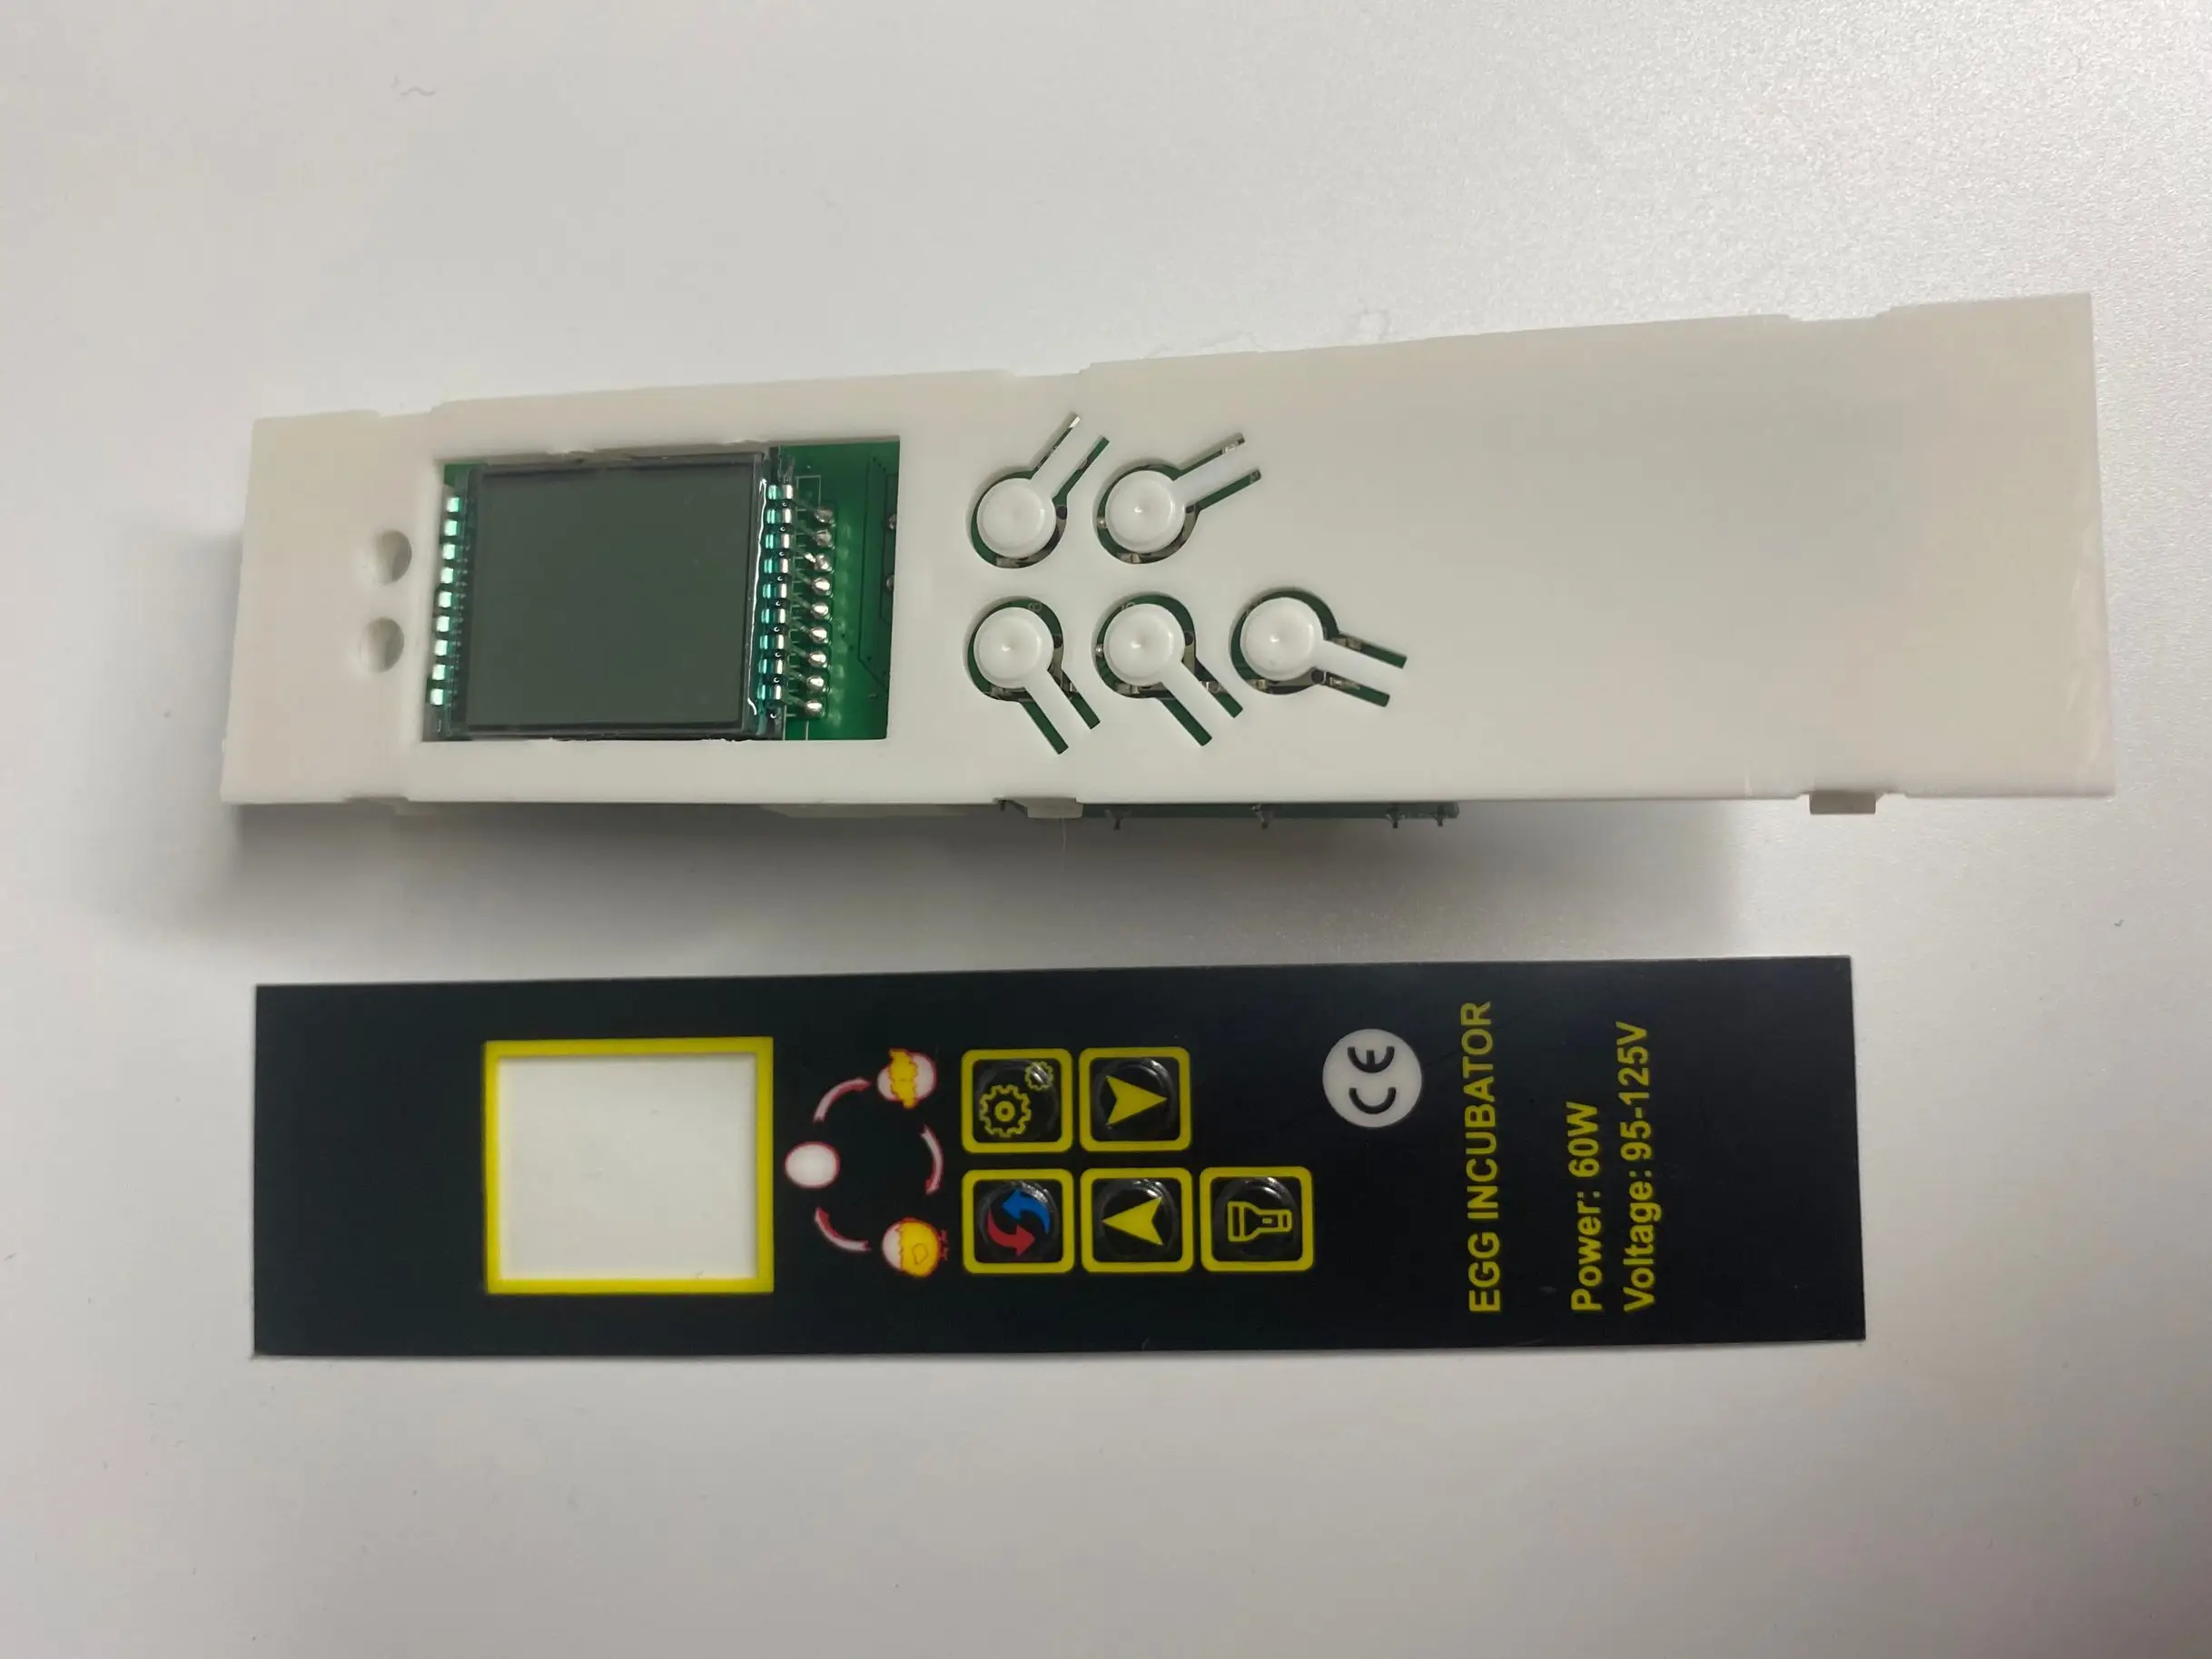 CE
EGG INCUBATOR
Power: 60W
Voltage: 95-125V